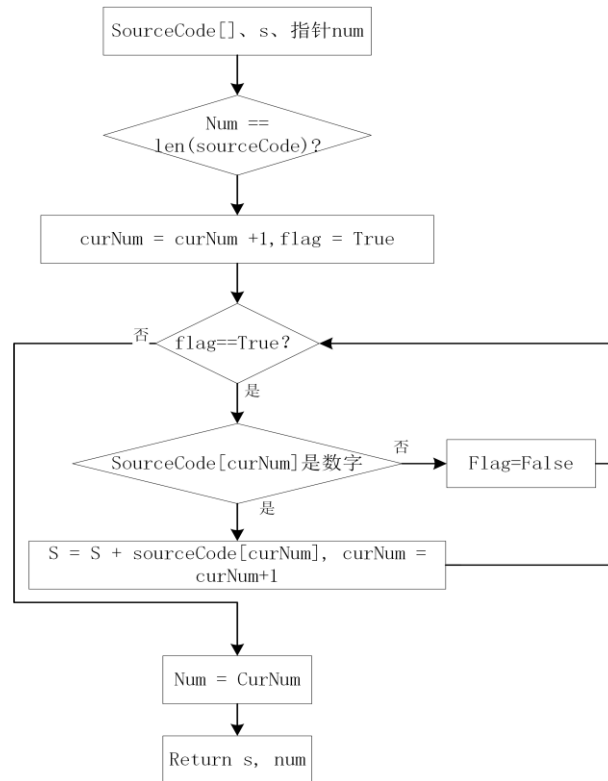 SourceCode[]、s、指针num
Num ==
len(sourceCode)?
curNum = curNum +1,flag = True
否
flag==True?
是
SourceCode[curNum]是数字
否
Flag=False
是
S = S + sourceCode[curNum], curNum =
curNum+1
Num = CurNum
Return s, num